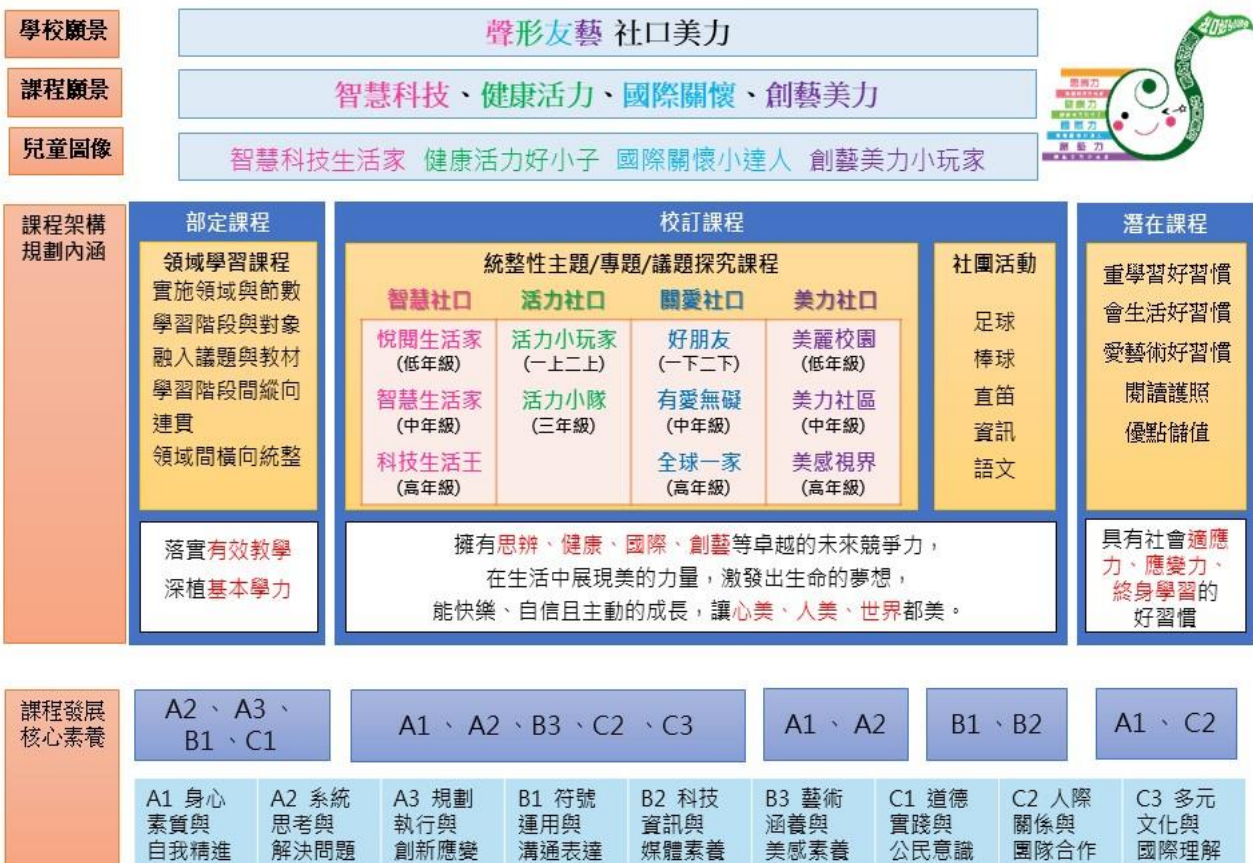 學校願景
聲形友藝 社口美力
課程願景
智慧科技、健康活力、國際關懷、創藝美力
兒童圖像
智慧科技生活家 健康活力好小子 國際關懷小達人 創藝美力小玩家
思辨力
健康力
國際力
創藝力
課程架構
規劃內涵
部定課程
領域學習課程
實施領域與節數
學習階段與對象
融入議題與教材
學習階段間縱向
連貫
領域間橫向統整
落實有效教學
深植基本學力
校訂課程
統整性主題/專題/議題探究課程
智慧社口 活力社口 關愛社口 美力社口
悅閱生活家 活力小玩家 好朋友 美麗校園
(低年級) (一上二上) (一下二下) (低年級)
智慧生活家 活力小隊 有愛無礙 美力社區
(中年級) (三年級) (中年級) (中年級)
科技生活王 全球一家 美感視界
(高年級) (高年級) (高年級)
社團活動
足球
棒球
直笛
資訊
語文
擁有思辨、健康、國際、創藝等卓越的未來競爭力，
在生活中展現美的力量，激發出生命的夢想，
能快樂、自信且主動的成長，讓心美、人美、世界都美。
潛在課程
重學習好習慣
會生活好習慣
愛藝術好習慣
閱讀護照
優點儲值
具有社會適應
力、應變力、
終身學習的
好習慣
課程發展
核心素養
A2、A3、
B1、C1
A1、A2、B3、C2、C3
A1、A2
B1、B2
A1、C2
A1 身心
素質與
自我精進
A2 系統
思考與
解決問題
A3 規劃
執行與
創新應變
B1 符號
運用與
溝通表達
B2 科技
資訊與
媒體素養
B3 藝術
涵養與
美感素養
C1 道德
實踐與
公民意識
C2 人際
關係與
團隊合作
C3 多元
文化與
國際理解